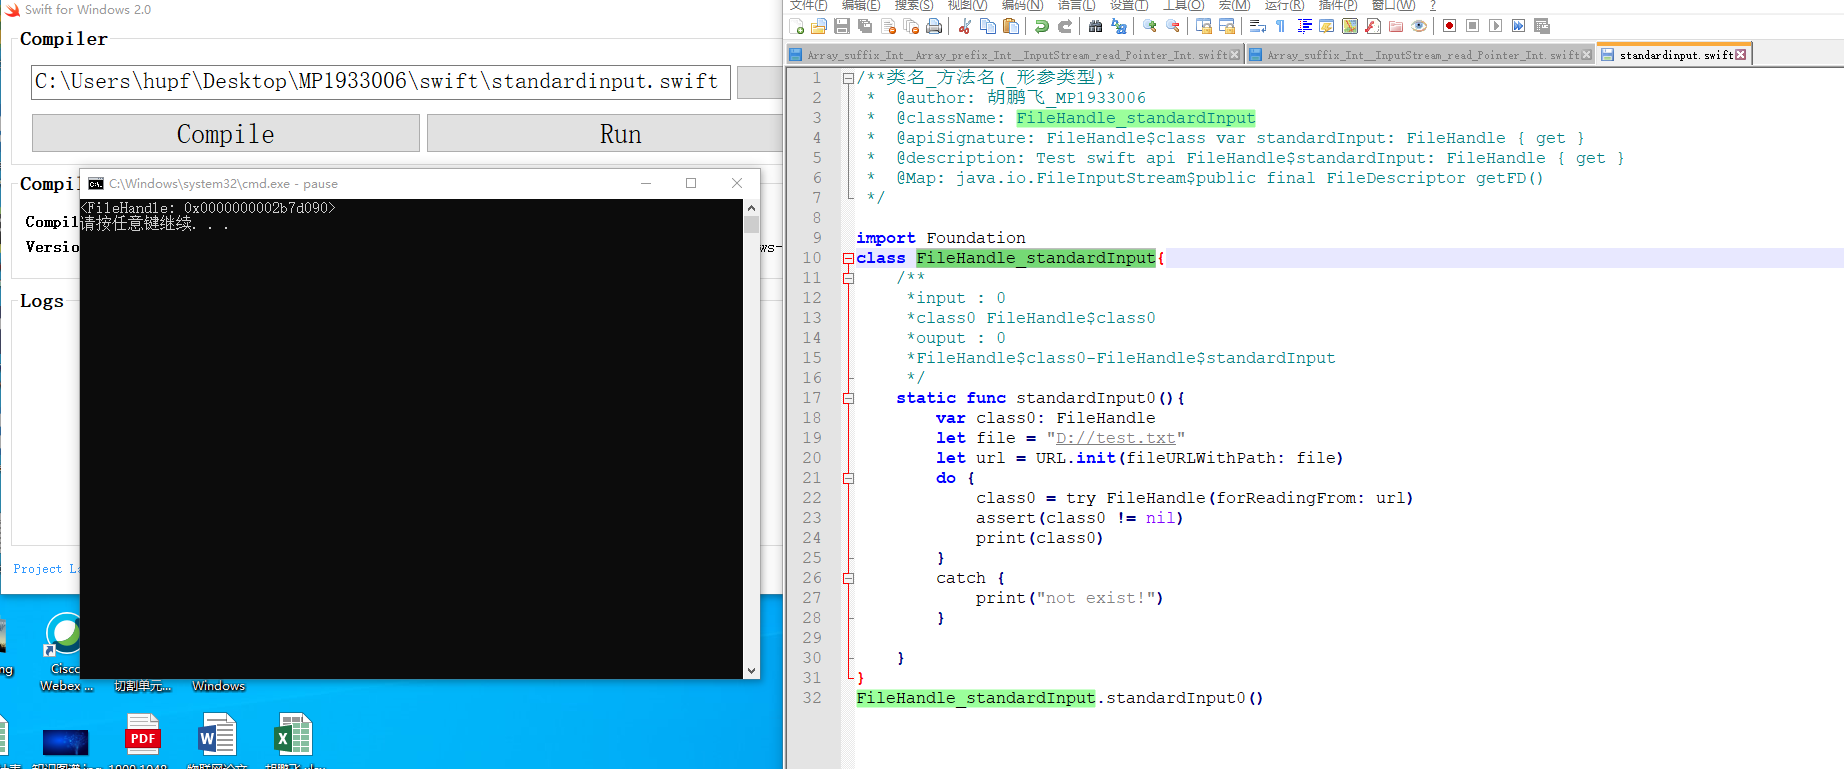 Swift for Windows 2.0
Compiler
C:\Users\hupf\Desktop\MP1933006\swift\standardinput.swift
Compile
Run
Compil
Compil
Versio
ws-
Logs
Project La
C:\Windows\system32\cmd.exe - pause
<FileHandle: 0x0000000002b7d090>
请按任意键继续. . .
ng
Cisco
Webex ...
切割单元...
Windows
PDF
文件(F) 编辑(E) 搜索(S) 视图(V) 编码(N) 语言(L) 设置(T) 工具(O) 宏(M) 运行(R) 插件(P) 窗口(W) ?
Array_suffix_Int__Array_prefix_Int__InputStream_read_Pointer_Int.swift
Array_suffix_Int__Array_prefix_Int__InputStream_read_Pointer_Int.swift
standardinput.swift
1 /**类名_方法名(_形参类型)*
2 * @author: 胡鹏飞_MP1933006
3 * @className: FileHandle_standardInput
4 * @apiSignature: FileHandle$class var standardInput: FileHandle { get }
5 * @description: Test swift api FileHandle$standardInput: FileHandle { get }
6 * @Map: java.io.FileInputStream$public final FileDescriptor getFD()
7 */
8
9 import Foundation
10 class FileHandle_standardInput{
11 /**
12 *input : 0
13 *class0 FileHandle$class0
14 *ouput : 0
15 *FileHandle$class0-FileHandle$standardInput
16 */
17 static func standardInput0(){
18 var class0: FileHandle
19 let file = "D://test.txt"
20 let url = URL.init(fileURLWithPath: file)
21 do {
22 class0 = try FileHandle(forReadingFrom: url)
23 assert(class0 != nil)
24 print(class0)
25 }
26 catch {
27 print("not exist!")
28 }
29
30 }
31 }
32 FileHandle_standardInput.standardInput0()